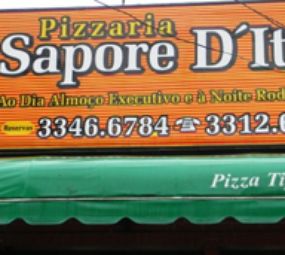 Pizzaria
Sapore D´It
Ao Dia Almoço Executivo e à Noite Rod
Reservas 3346.6784 ☎ 3312.
Pizza Ti